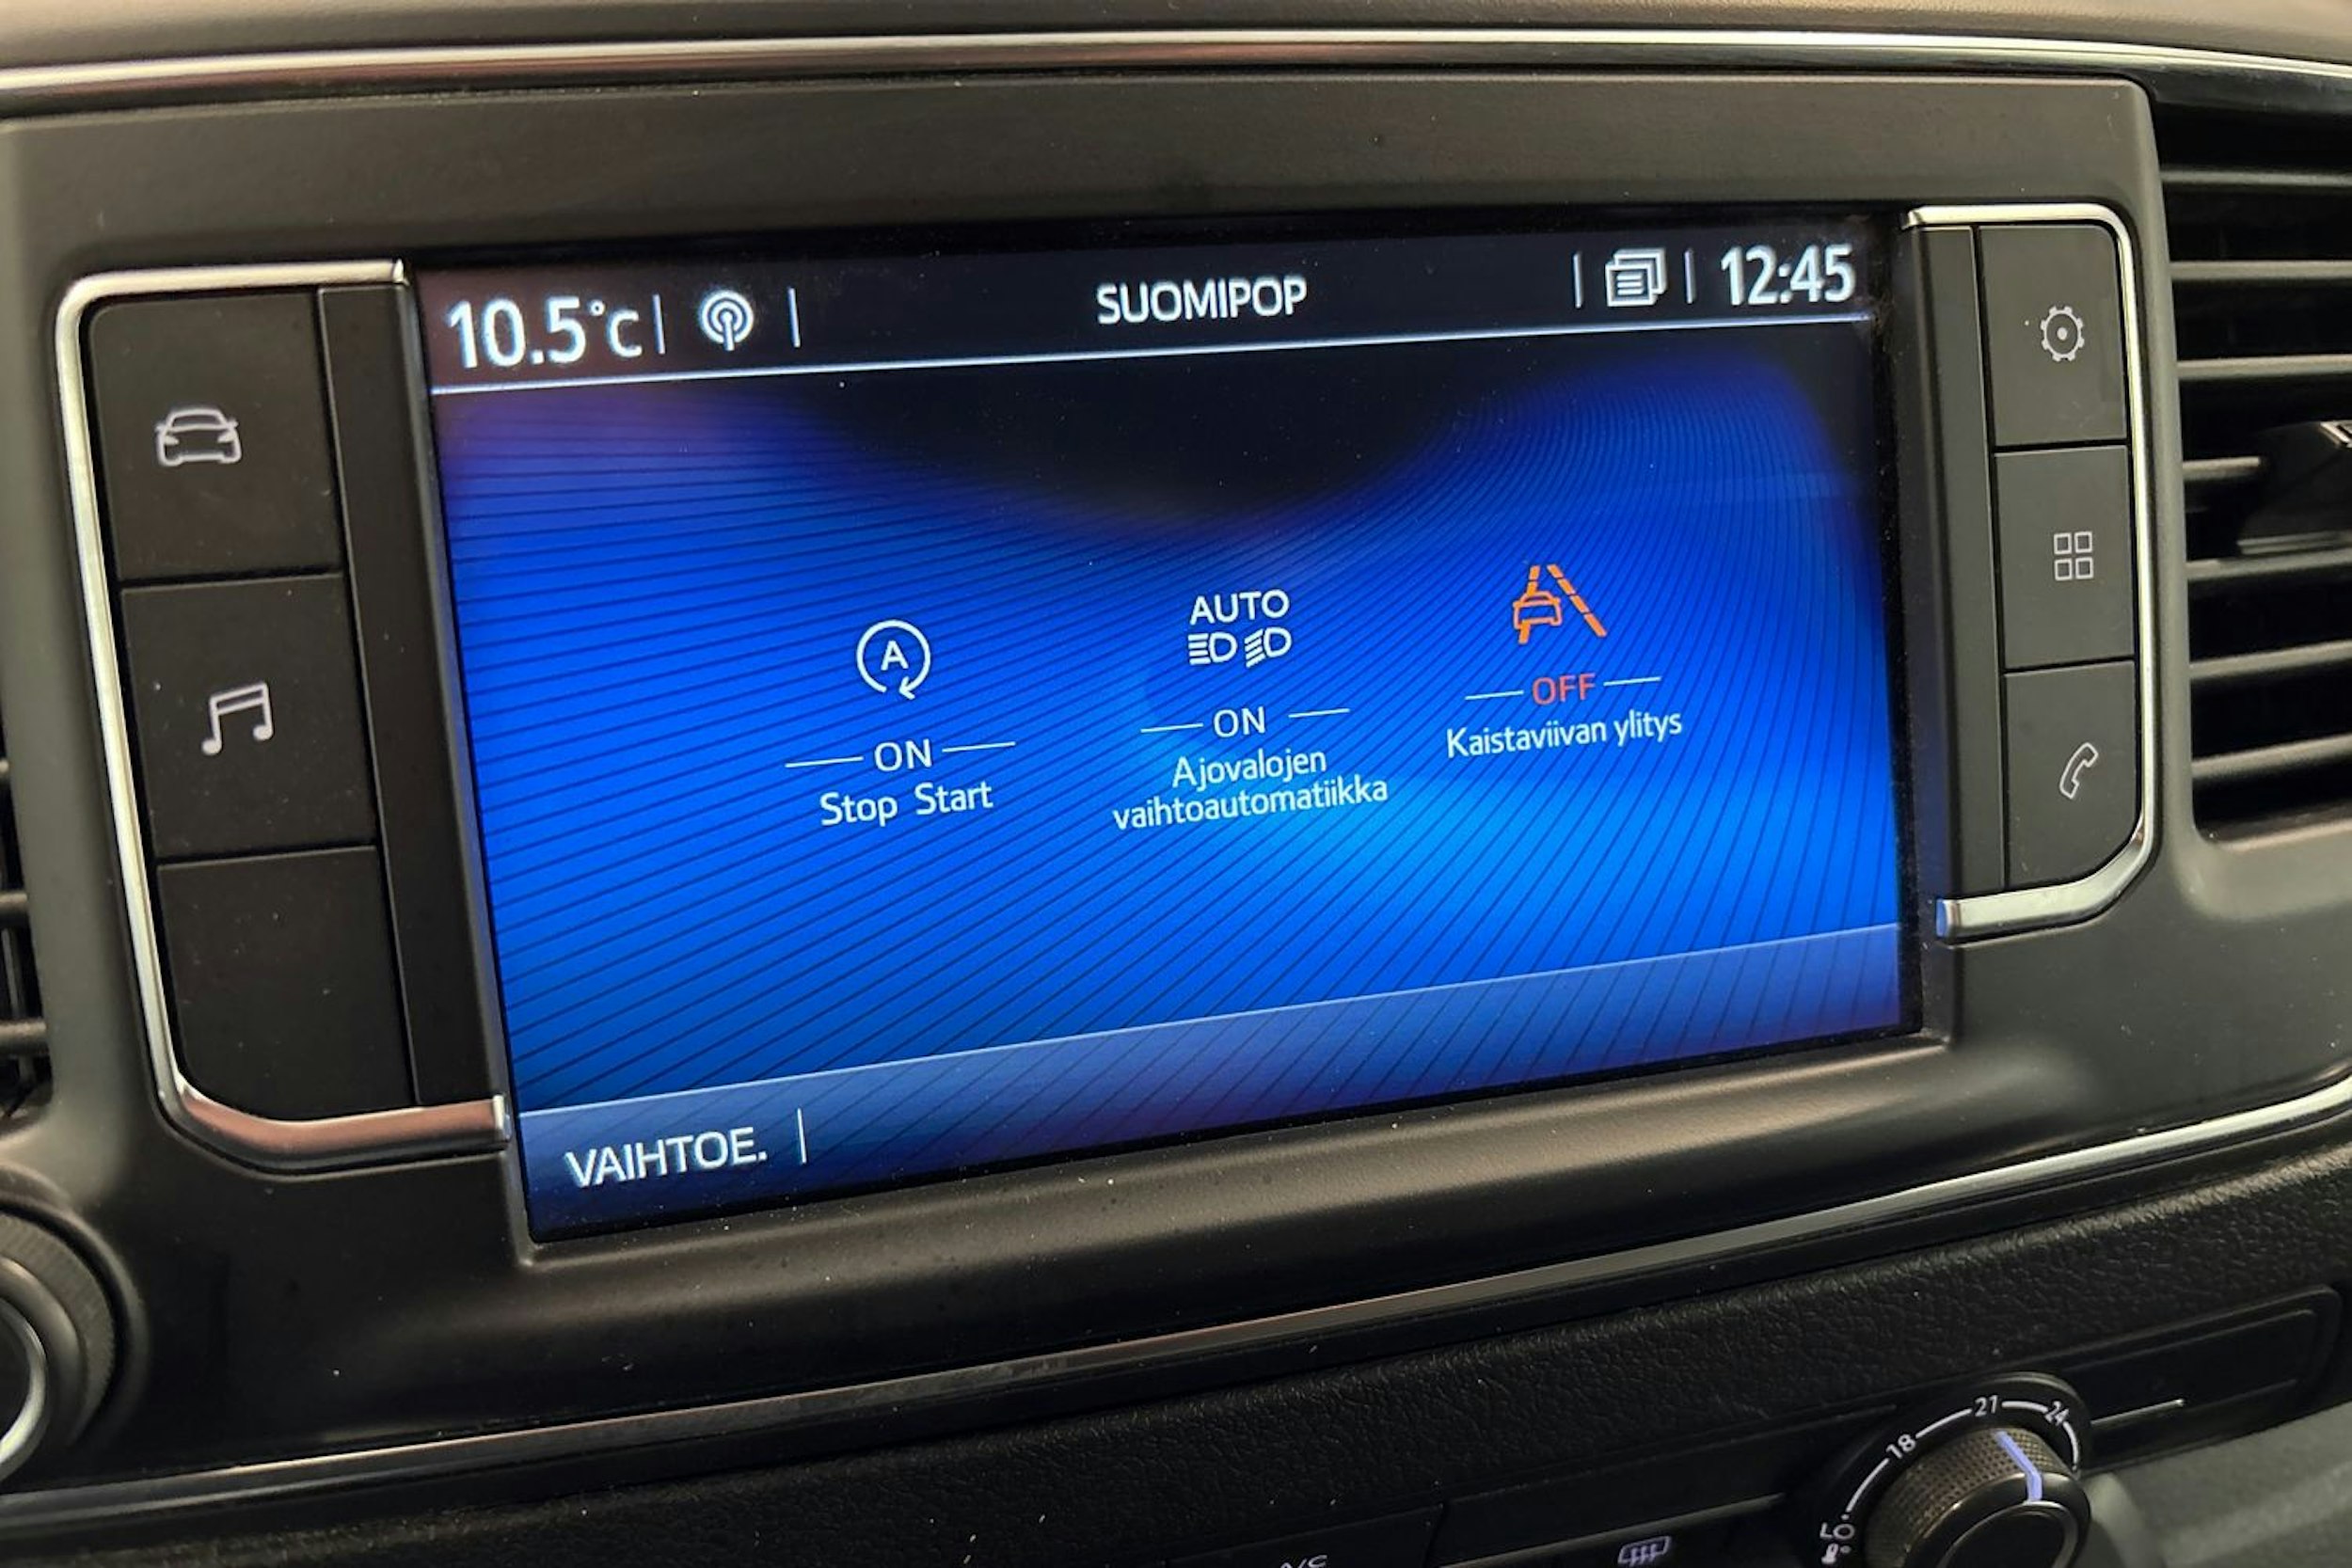 10.5°C
SUOMIPOP
12:45
A
ON
Stop Start
AUTO
ON
Ajovalojen
vaihtoautomatiikka
OFF
Kaistaviivan ylitys
VAIHTOE.
18
21
24
A/C